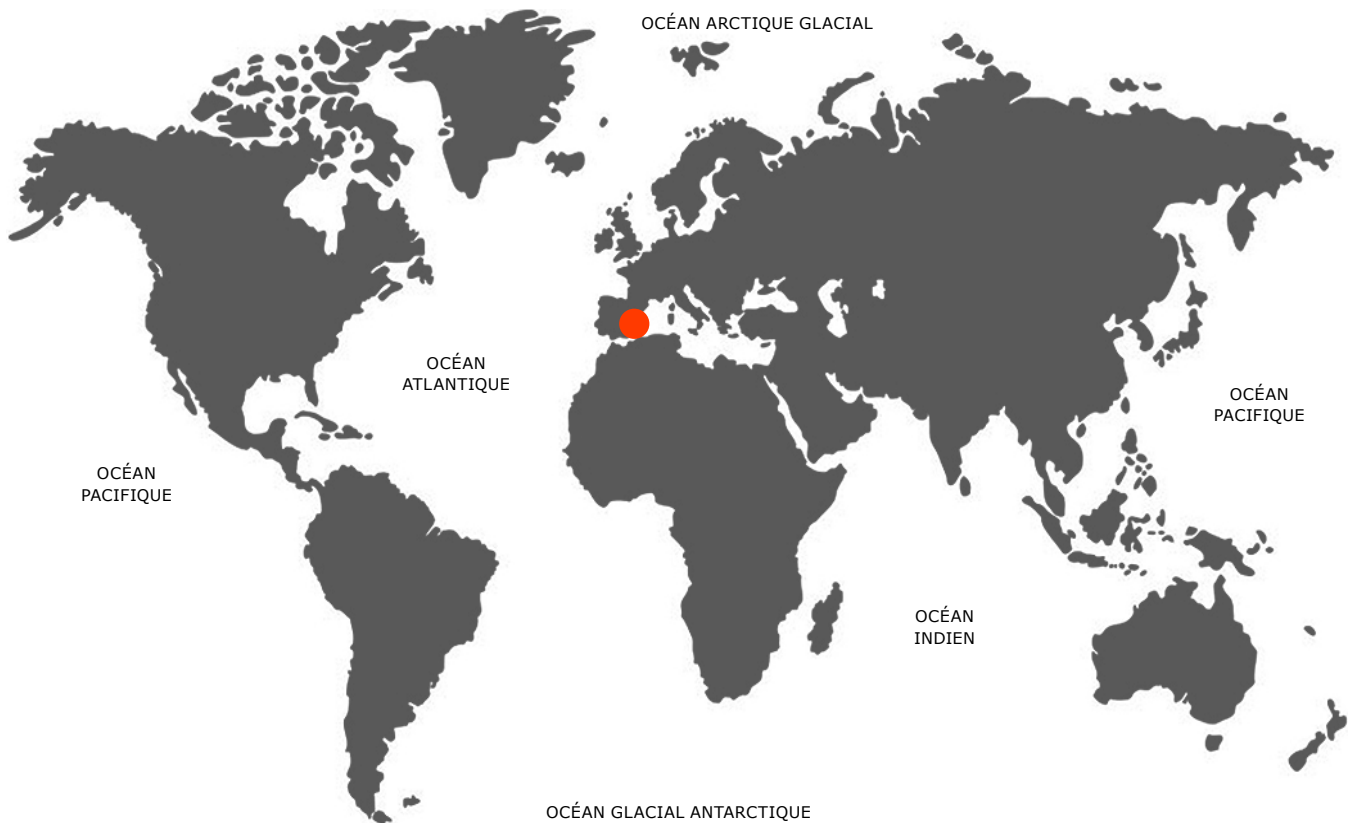 OCÉAN ARCTIQUE GLACIAL
OCÉAN
ATLANTIQUE
OCÉAN
PACIFIQUE
OCÉAN
PACIFIQUE
OCÉAN
INDIEN
OCÉAN GLACIAL ANTARCTIQUE